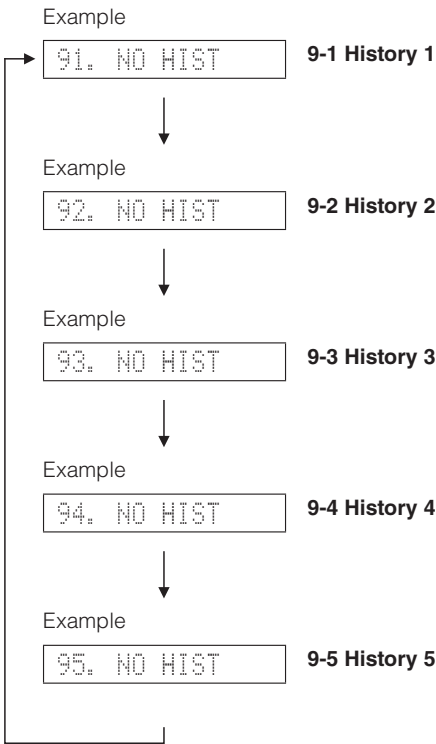 Example
91. NO HIST 9-1 History 1
Example
92. NO HIST 9-2 History 2
Example
93. NO HIST 9-3 History 3
Example
94. NO HIST 9-4 History 4
Example
95. NO HIST 9-5 History 5